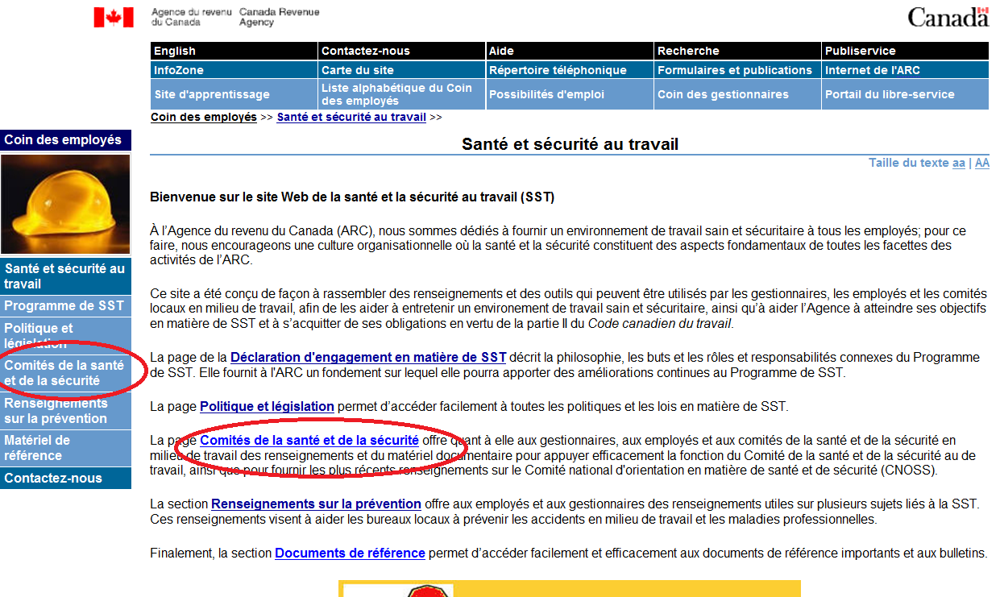 Agence du revenu Canada Revenue
du Canada Agency
Canada
English Contactez-nous Aide Recherche Publiservice
InfoZone Carte du site Répertoire téléphonique Formulaires et publications Internet de l'ARC
Site d'apprentissage Liste alphabétique du Coin des employés Possibilités d'emploi Coin des gestionnaires Portail du libre-service
Coin des employés >> Santé et sécurité au travail >>
Coin des employés
Santé et sécurité au
travail
Programme de SST
Politique et
législation
Comités de la santé
et de la sécurité
Renseignements
sur la prévention
Matériel de
référence
Contactez-nous
Santé et sécurité au travail
Taille du texte aa | AA
Bienvenue sur le site Web de la santé et la sécurité au travail (SST)
À l’Agence du revenu du Canada (ARC), nous sommes dédiés à fournir un environnement de travail sain et sécuritaire à tous les employés; pour ce
faire, nous encourageons une culture organisationnelle où la santé et la sécurité constituent des aspects fondamentaux de toutes les facettes des
activités de l’ARC.
Ce site a été conçu de façon à rassembler des renseignements et des outils qui peuvent être utilisés par les gestionnaires, les employés et les comités
locaux en milieu de travail, afin de les aider à entretenir un environement de travail sain et sécuritaire, ainsi qu’à aider l’Agence à atteindre ses objectifs
en matière de SST et à s’acquitter de ses obligations en vertu de la partie II du Code canadien du travail.
La page de la Déclaration d'engagement en matière de SST décrit la philosophie, les buts et les rôles et responsabilités connexes du Programme
de SST. Elle fournit à l'ARC un fondement sur lequel elle pourra apporter des améliorations continues au Programme de SST.
La page Politique et législation permet d’accéder facilement à toutes les politiques et les lois en matière de SST.
La page Comités de la santé et de la sécurité offre quant à elle aux gestionnaires, aux employés et aux comités de la santé et de la sécurité en
milieu de travail des renseignements et du matériel documentaire pour appuyer efficacement la fonction du Comité de la santé et de la sécurité au de
travail, ainsi que pour fournir les plus récents renseignements sur le Comité national d'orientation en matière de santé et de sécurité (CNOSS).
La section Renseignements sur la prévention offre aux employés et aux gestionnaires des renseignements utiles sur plusieurs sujets liés à la SST.
Ces renseignements visent à aider les bureaux locaux à prévenir les accidents en milieu de travail et les maladies professionnelles.
Finalement, la section Documents de référence permet d’accéder facilement et efficacement aux documents de référence importants et aux bulletins.